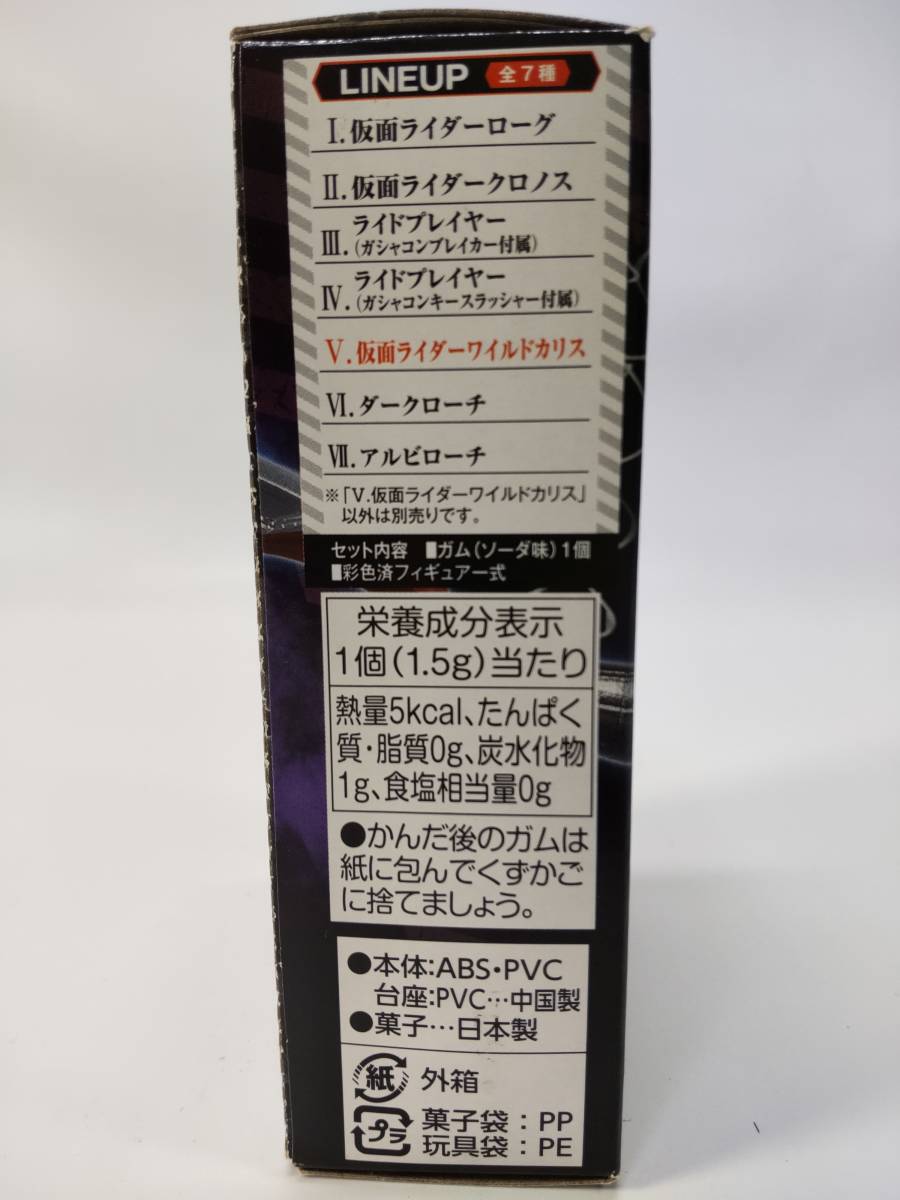 LINEUP 全7種
Ⅰ.仮面ライダーローグ
Ⅱ.仮面ライダークロノス
Ⅲ.ライドプレイヤー
(ガシャコンブレイカー付属)
Ⅳ.ライドプレイヤー
(ガシャコンキースラッシャー付属)
Ⅴ.仮面ライダーワイルドカリス
Ⅵ.ダークローチ
Ⅶ.アルビローチ
※「Ⅴ.仮面ライダーワイルドカリス」
以外は別売りです。
セット内容 ■ガム(ソーダ味)1個
■彩色済フィギュア一式
栄養成分表示
1個(1.5g)当たり
熱量5kcal、たんぱく
質・脂質0g、炭水化物
1g、食塩相当量0g
●かんだ後のガムは
紙に包んでくずかご
に捨てましょう。
●本体:ABS・PVC
台座:PVC…中国製
●菓子…日本製
紙 外箱
プラ 菓子袋:PP
玩具袋:PE